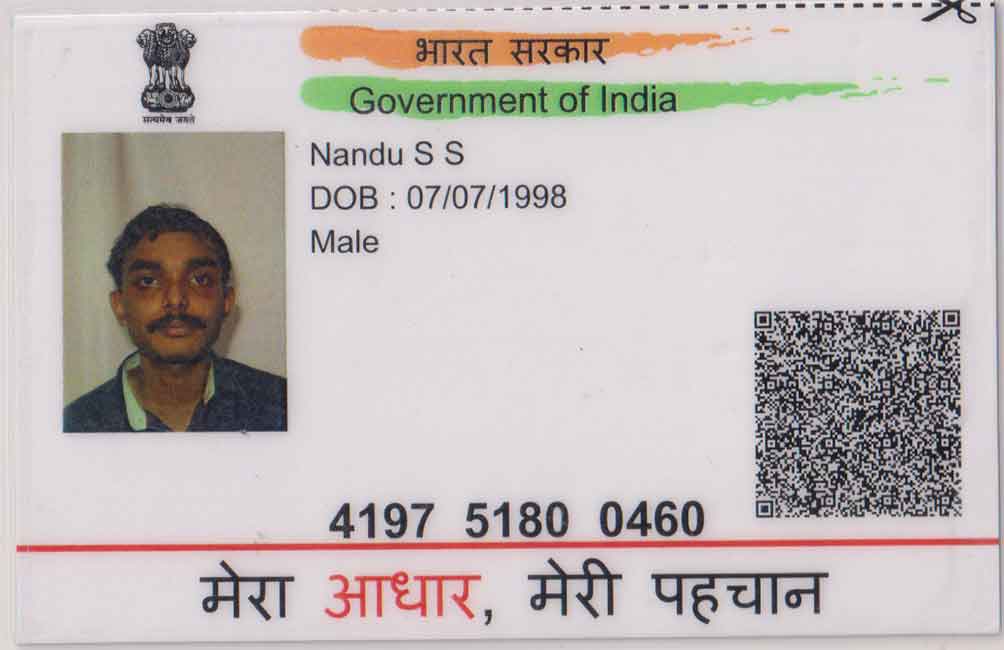 भारत सरकार
Government of India
सत्यमेव जयते
Nandu S S
DOB : 07/07/1998
Male
4197 5180 0460
मेरा आधार, मेरी पहचान